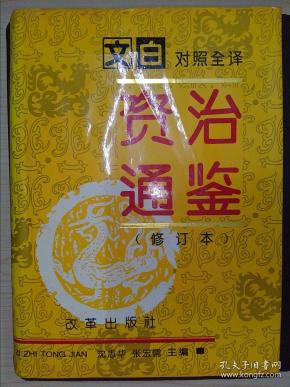 文白对照全译
资治
通鉴
(修订本)
改革出版社
ZI ZHI TONG JIAN 沈志华 张宏儒 主编
孔夫子旧书网